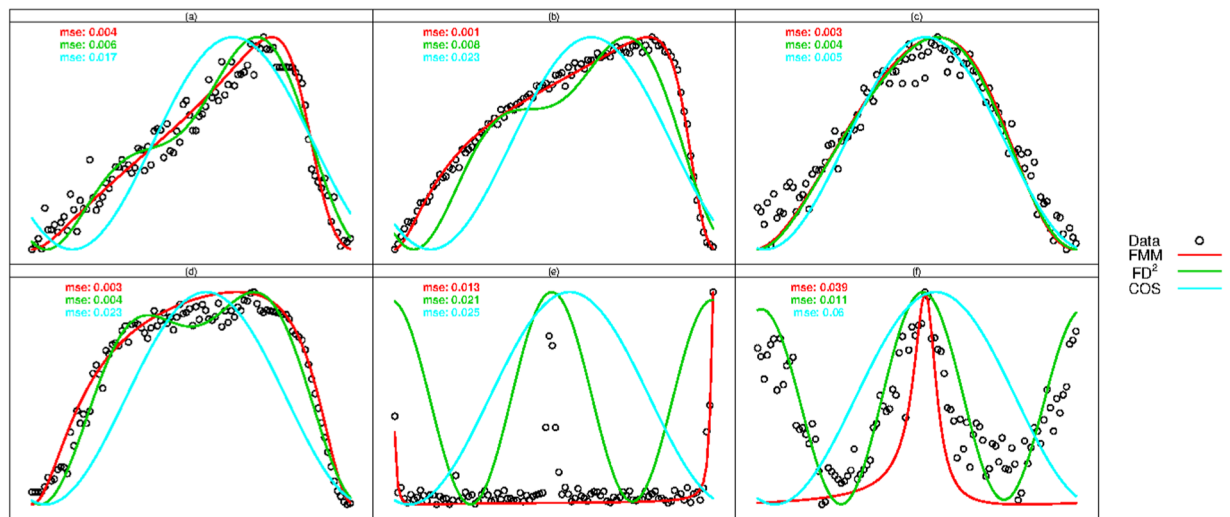 (a)
mse: 0.004
mse: 0.006
mse: 0.017
(b)
mse: 0.001
mse: 0.008
mse: 0.023
(c)
mse: 0.003
mse: 0.004
mse: 0.005
(d)
mse: 0.003
mse: 0.004
mse: 0.023
(e)
mse: 0.013
mse: 0.021
mse: 0.025
(f)
mse: 0.039
mse: 0.011
mse: 0.06
Data
FMM
FD²
COS